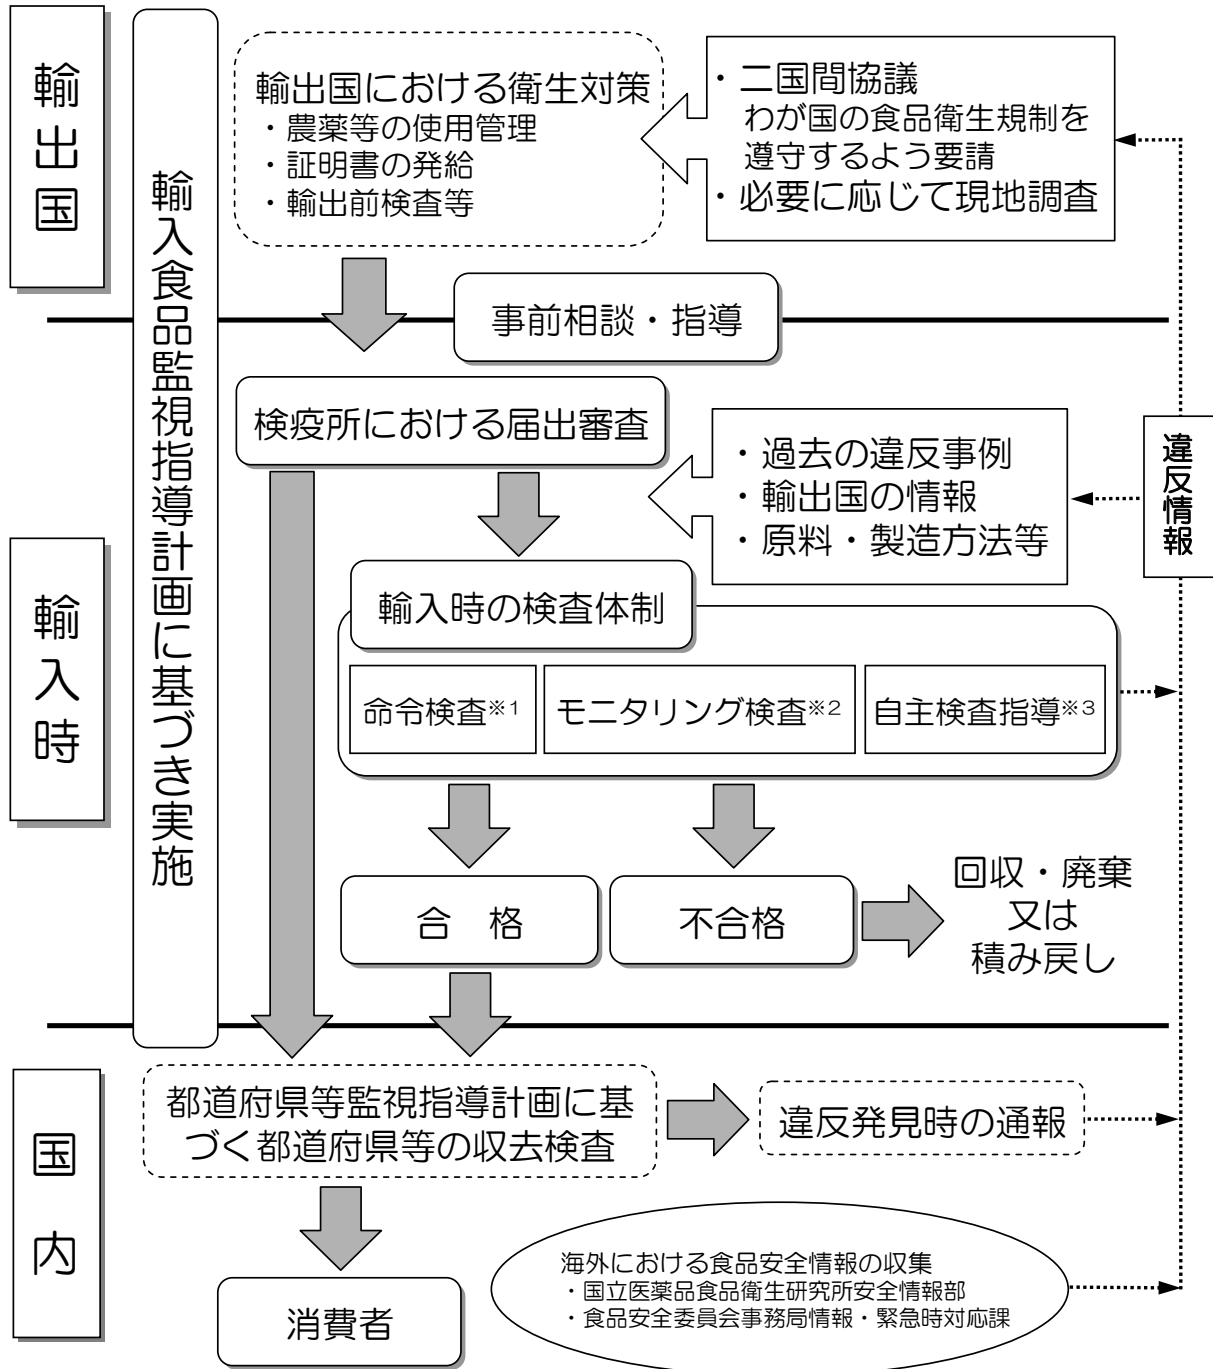 輸出国
輸入食品監視指導計画に基づき実施
輸出国における衛生対策
・農薬等の使用管理
・証明書の発給
・輸出前検査等
・二国間協議
わが国の食品衛生規制を
遵守するよう要請
・必要に応じて現地調査
事前相談・指導
輸入時
検疫所における届出審査
・過去の違反事例
・輸出国の情報
・原料・製造方法等
違反情報
輸入時の検査体制
命令検査※1
モニタリング検査※2
自主検査指導※3
合　格
不合格
回収・廃棄
又は
積み戻し
国内
都道府県等監視指導計画に基
づく都道府県等の収去検査
違反発見時の通報
海外における食品安全情報の収集
・国立医薬品食品衛生研究所安全情報部
・食品安全委員会事務局情報・緊急時対応課
消費者